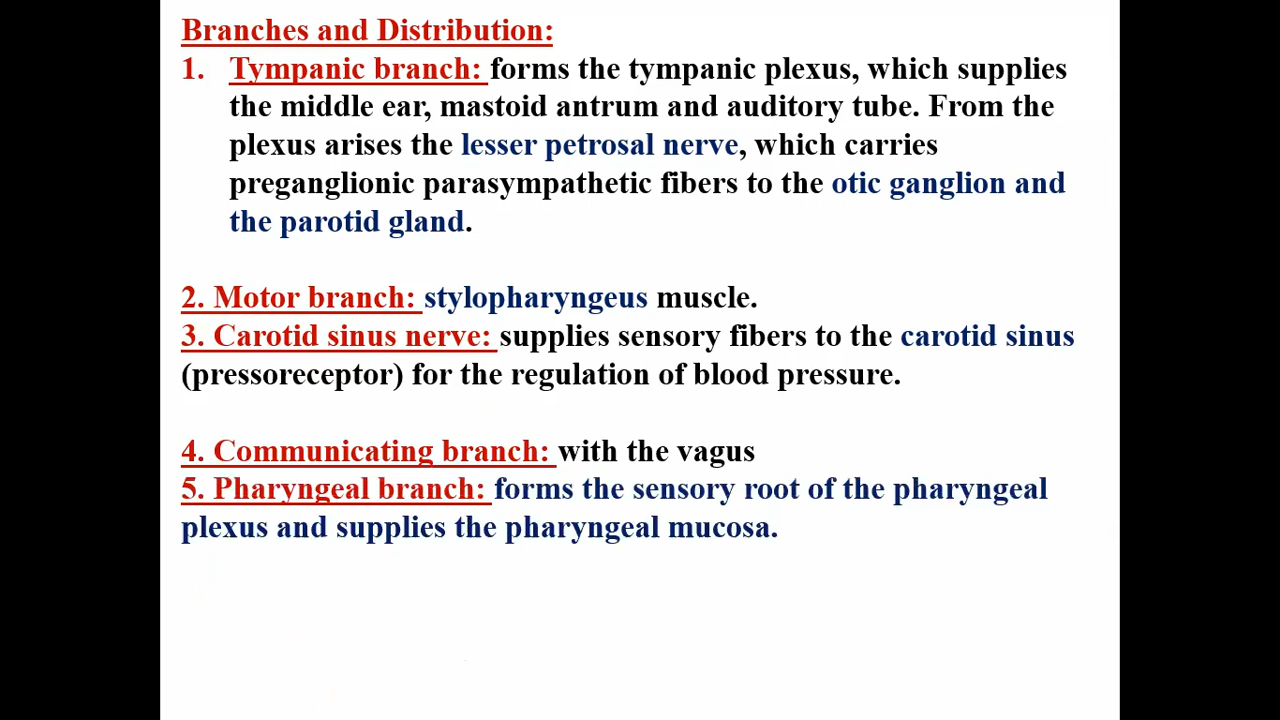 Branches and Distribution:
1. Tympanic branch: forms the tympanic plexus, which supplies
the middle ear, mastoid antrum and auditory tube. From the
plexus arises the lesser petrosal nerve, which carries
preganglionic parasympathetic fibers to the otic ganglion and
the parotid gland.
2. Motor branch: stylopharyngeus muscle.
3. Carotid sinus nerve: supplies sensory fibers to the carotid sinus
(pressoreceptor) for the regulation of blood pressure.
4. Communicating branch: with the vagus
5. Pharyngeal branch: forms the sensory root of the pharyngeal
plexus and supplies the pharyngeal mucosa.